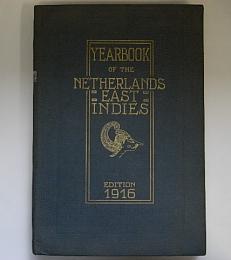 YEARBOOK
OF THE
NETHERLANDS
EAST
INDIES
EDITION
1916